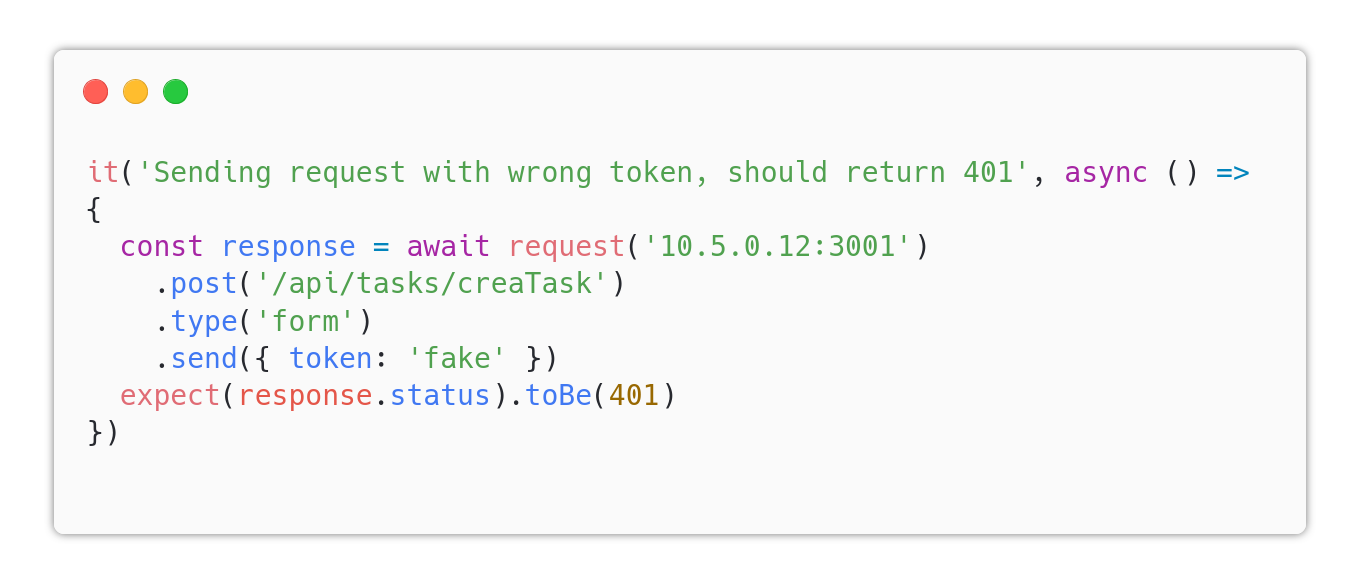 it('Sending request with wrong token, should return 401', async () =>
{
  const response = await request('10.5.0.12:3001')
    .post('/api/tasks/creaTask')
    .type('form')
    .send({ token: 'fake' })
  expect(response.status).toBe(401)
})